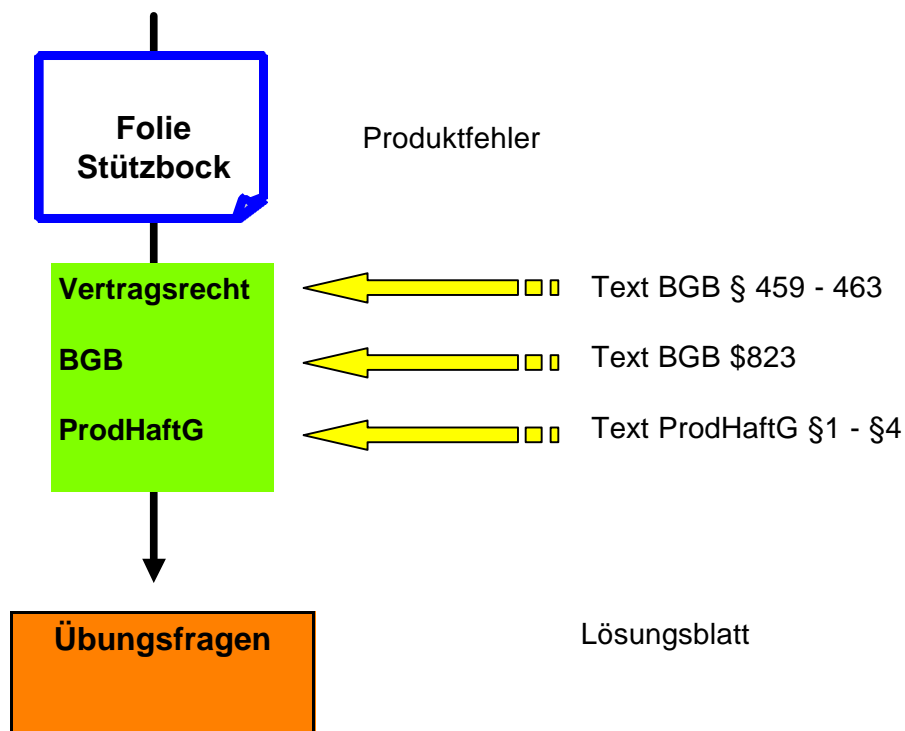 Folie
Stützbock
Produktfehler
Vertragsrecht
Text BGB § 459 - 463
BGB
Text BGB $823
ProdHaftG
Text ProdHaftG §1 - §4
Übungsfragen
Lösungsblatt